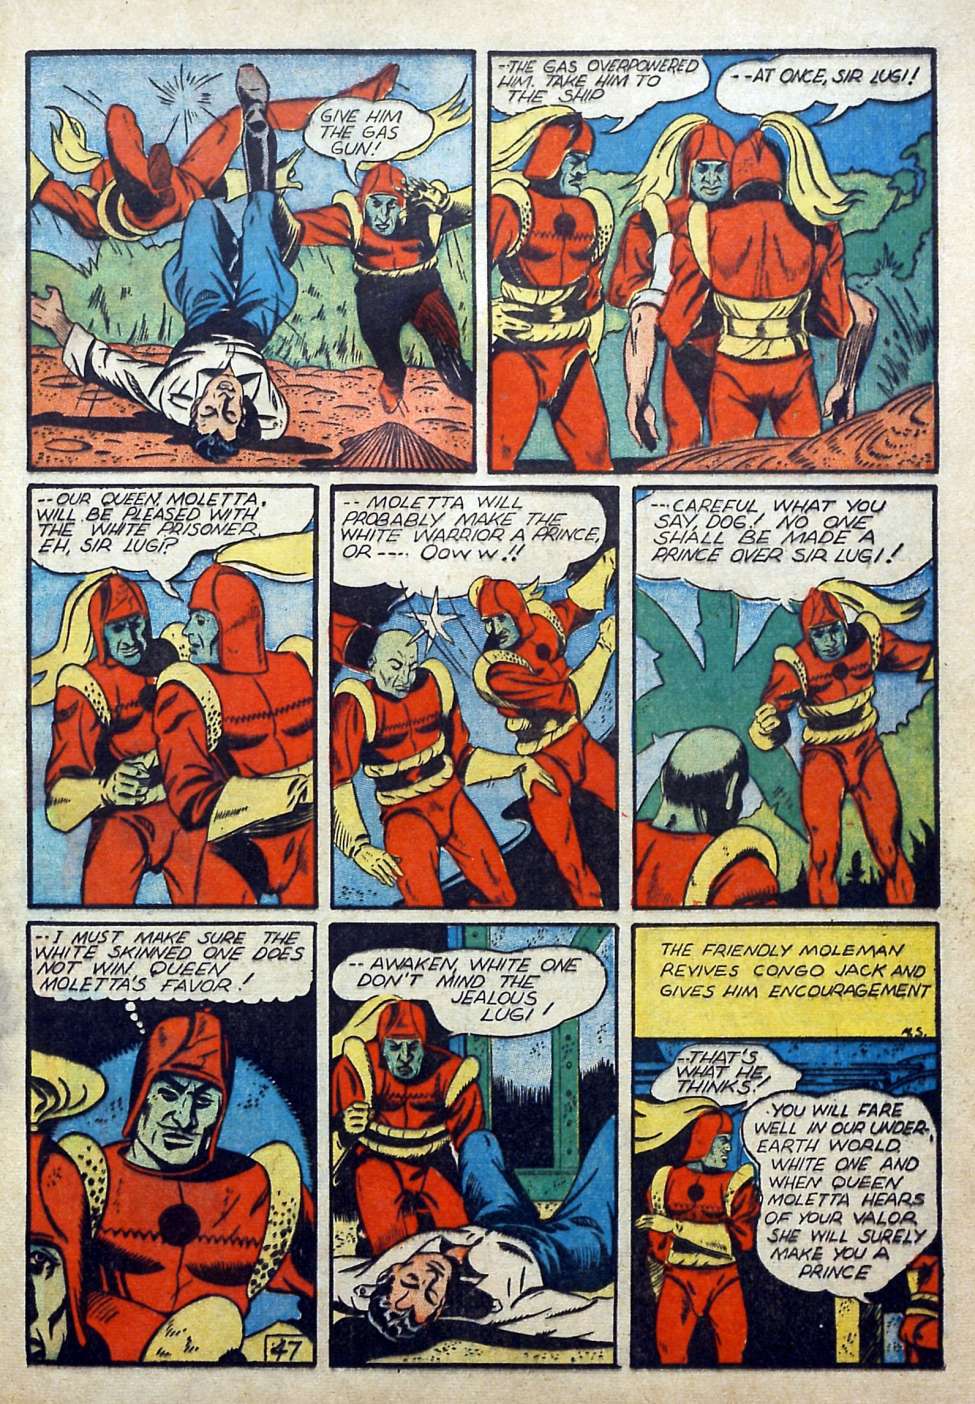 GIVE HIM
THE GAS
GUN!
--THE GAS OVERPOWERED
HIM, TAKE HIM TO
THE SHIP
--AT ONCE, SIR LUGI!
--OUR QUEEN, MOLETTA,
WILL BE PLEASED WITH
THE WHITE PRISONER,
EH, SIR LUGI?
--MOLETTA WILL
PROBABLY MAKE THE
WHITE WARRIOR A PRINCE,
OR---- OOWW!!
--CAREFUL WHAT YOU
SAY, DOG! NO ONE
SHALL BE MADE A
PRINCE OVER SIR LUGI!
--I MUST MAKE SURE THE
WHITE SKINNED ONE DOES
NOT WIN QUEEN
MOLETTA'S FAVOR!
47
--AWAKEN, WHITE ONE
DON'T MIND THE
JEALOUS
LUGI!
THE FRIENDLY MOLEMAN
REVIVES CONGO JACK AND
GIVES HIM ENCOURAGEMENT
M.S.
--THAT'S
WHAT HE
THINKS!
YOU WILL FARE
WELL IN OUR UNDER-
EARTH WORLD,
WHITE ONE AND
WHEN QUEEN
MOLETTA HEARS
OF YOUR VALOR
SHE WILL SURELY
MAKE YOU A
PRINCE